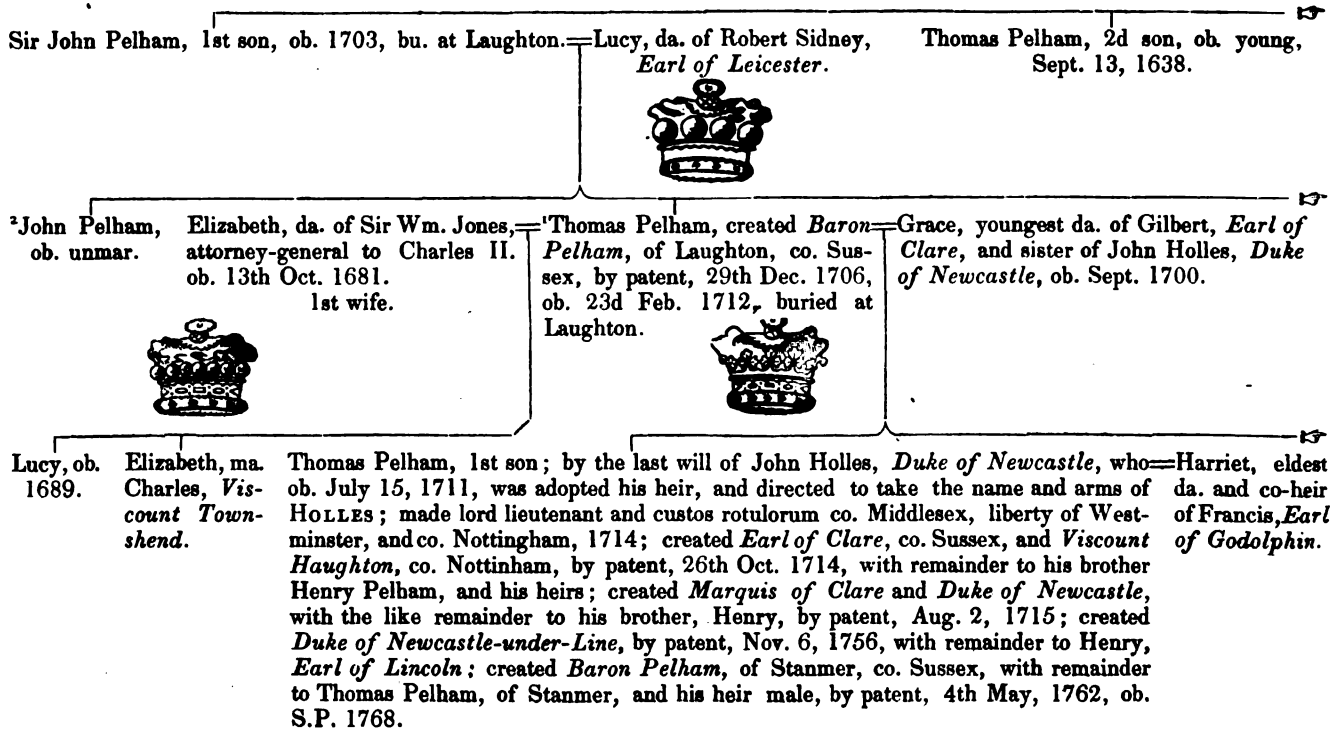 Sir John Pelham, 1st son, ob. 1703, bu. at Laughton.=Lucy, da. of Robert Sidney,
Earl of Leicester.
Thomas Pelham, 2d son, ob. young,
Sept. 13, 1638.
²John Pelham,
ob. unmar.
Elizabeth, da. of Sir Wm. Jones,=
attorney-general to Charles II.
ob. 13th Oct. 1681.
1st wife.
¹Thomas Pelham, created Baron=
Pelham, of Laughton, co. Sus-
sex, by patent, 29th Dec. 1706,
ob. 23d Feb. 1712, buried at
Laughton.
Grace, youngest da. of Gilbert, Earl of
Clare, and sister of John Holles, Duke
of Newcastle, ob. Sept. 1700.
Lucy, ob.
1689.
Elizabeth, ma.
Charles, Vis-
count Town-
shend.
Thomas Pelham, 1st son; by the last will of John Holles, Duke of Newcastle, who=
ob. July 15, 1711, was adopted his heir, and directed to take the name and arms of
HOLLES; made lord lieutenant and custos rotulorum co. Middlesex, liberty of West-
minster, and co. Nottingham, 1714; created Earl of Clare, co. Sussex, and Viscount
Haughton, co. Nottinham, by patent, 26th Oct. 1714, with remainder to his brother
Henry Pelham, and his heirs; created Marquis of Clare and Duke of Newcastle,
with the like remainder to his brother, Henry, by patent, Aug. 2, 1715; created
Duke of Newcastle-under-Line, by patent, Nov. 6, 1756, with remainder to Henry,
Earl of Lincoln; created Baron Pelham, of Stanmer, co. Sussex, with remainder
to Thomas Pelham, of Stanmer, and his heir male, by patent, 4th May, 1762, ob.
S.P. 1768.
Harriet, eldest
da. and co-heir
of Francis, Earl
of Godolphin.